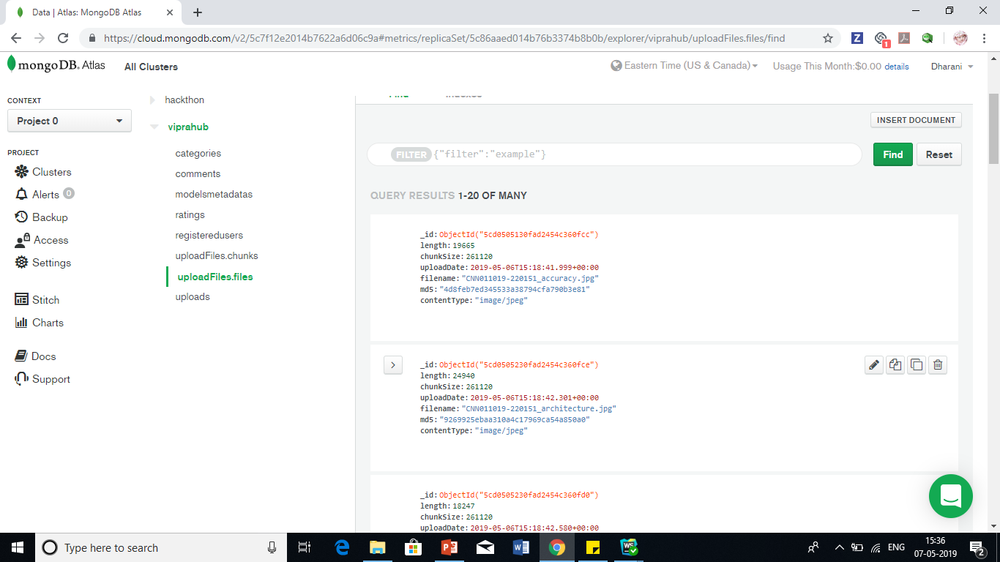 Data | Atlas: MongoDB Atlas
https://cloud.mongodb.com/v2/5c7f12e2014b7622a6d06c9a#metrics/replicaSet/5c86aaed014b76b3374b8b0b/explorer/viprahub/uploadFiles.files/find
Z
1
mongoDB. Atlas
All Clusters
Eastern Time (US & Canada)
Usage This Month:$0.00 details
Dharani
CONTEXT
Project 0
PROJECT
Clusters
Alerts 0
Backup
Access
Settings
Stitch
Charts
Docs
Support
hackthon
viprahub
categories
comments
modelsmetadatas
ratings
registeredusers
uploadFiles.chunks
uploadFiles.files
uploads
Find Indexes
INSERT DOCUMENT
FILTER {"filter":"example"}
Find
Reset
QUERY RESULTS 1-20 OF MANY
_id: ObjectId("5cd0505130fad2454c360fcc")
length: 19665
chunkSize: 261120
uploadDate: 2019-05-06T15:18:41.999+00:00
filename: "CNN011019-220151_accuracy.jpg"
md5: "4d8feb7ed345533a38794cfa790b3e81"
contentType: "image/jpeg"
_id: ObjectId("5cd0505230fad2454c360fce")
length: 24940
chunkSize: 261120
uploadDate: 2019-05-06T15:18:42.301+00:00
filename: "CNN011019-220151_architecture.jpg"
md5: "9269925ebaa310a4c17969ca54a850a0"
contentType: "image/jpeg"
_id: ObjectId("5cd0505230fad2454c360fd0")
length: 18247
chunkSize: 261120
uploadDate: 2019-05-06T15:18:42.580+00:00
Type here to search
ENG
15:36
07-05-2019
2